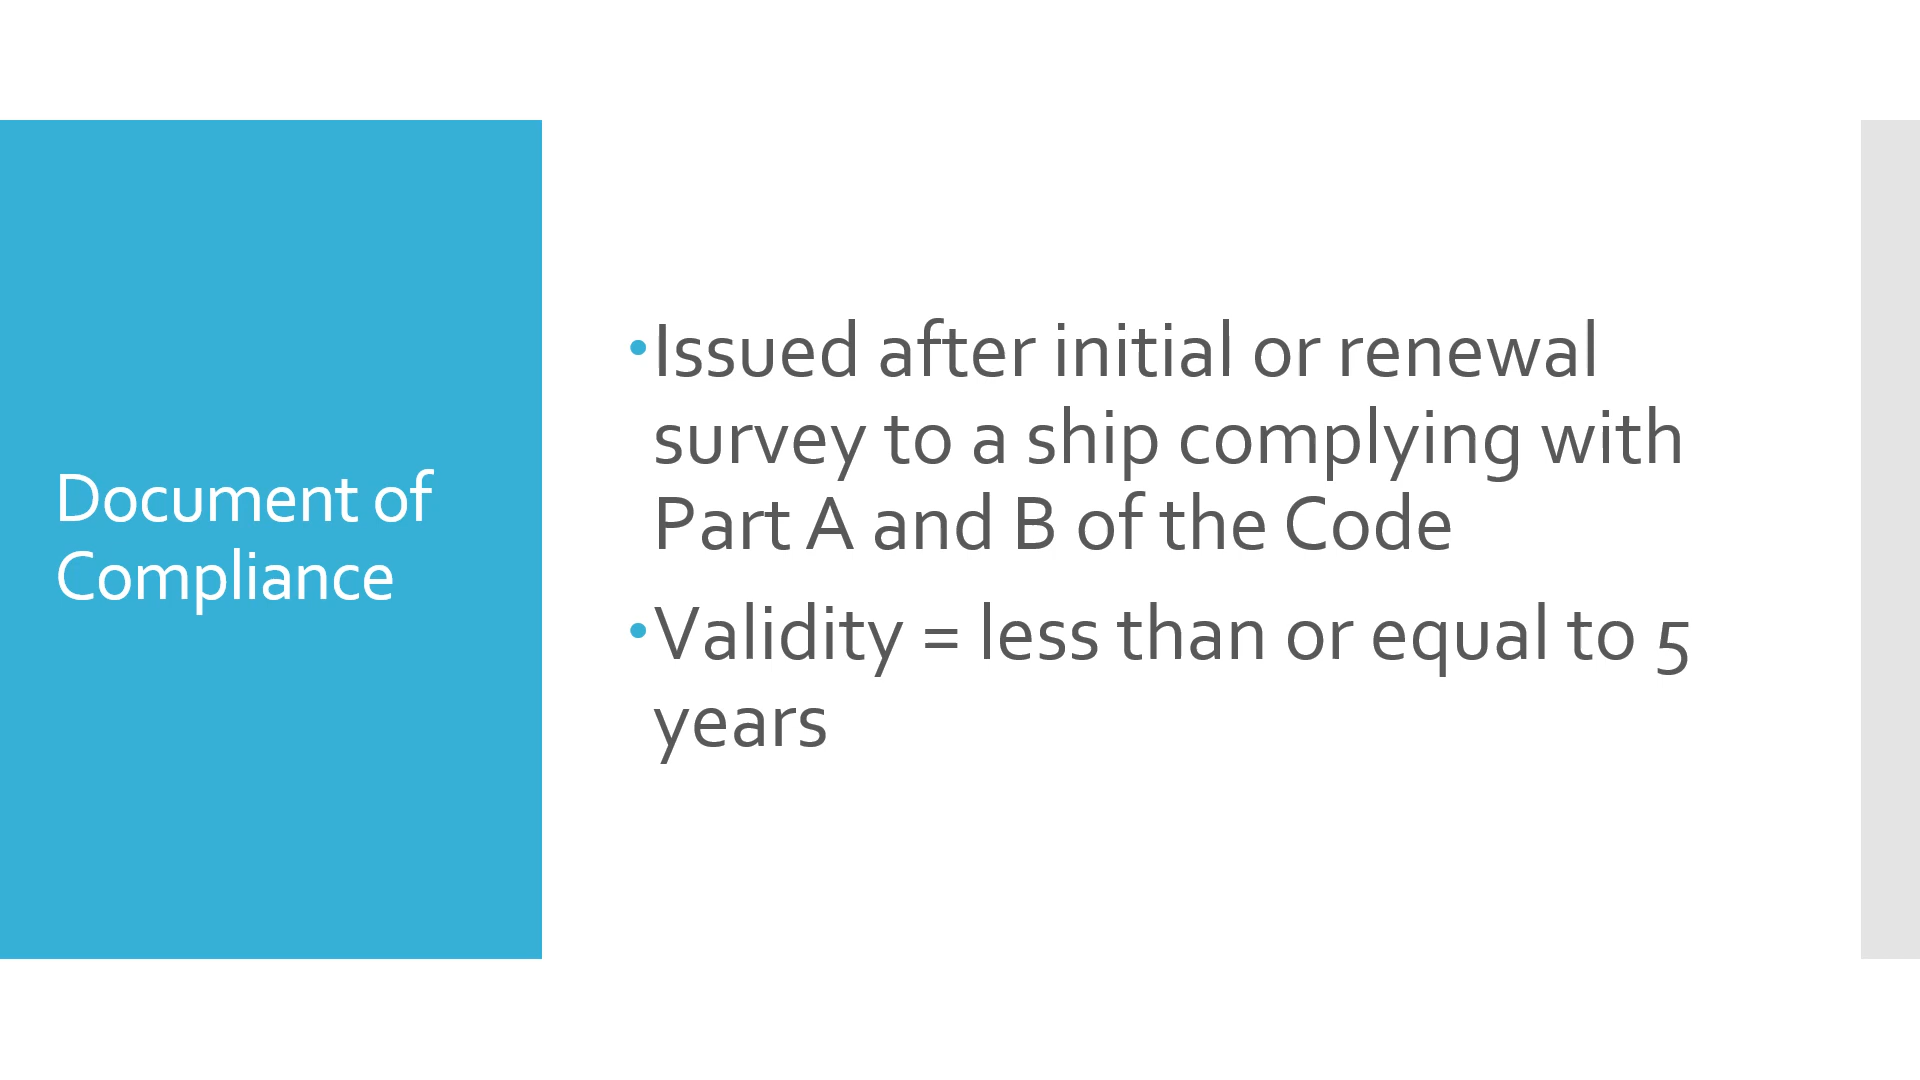 Document of
Compliance
•Issued after initial or renewal
survey to a ship complying with
Part A and B of the Code
•Validity = less than or equal to 5
years